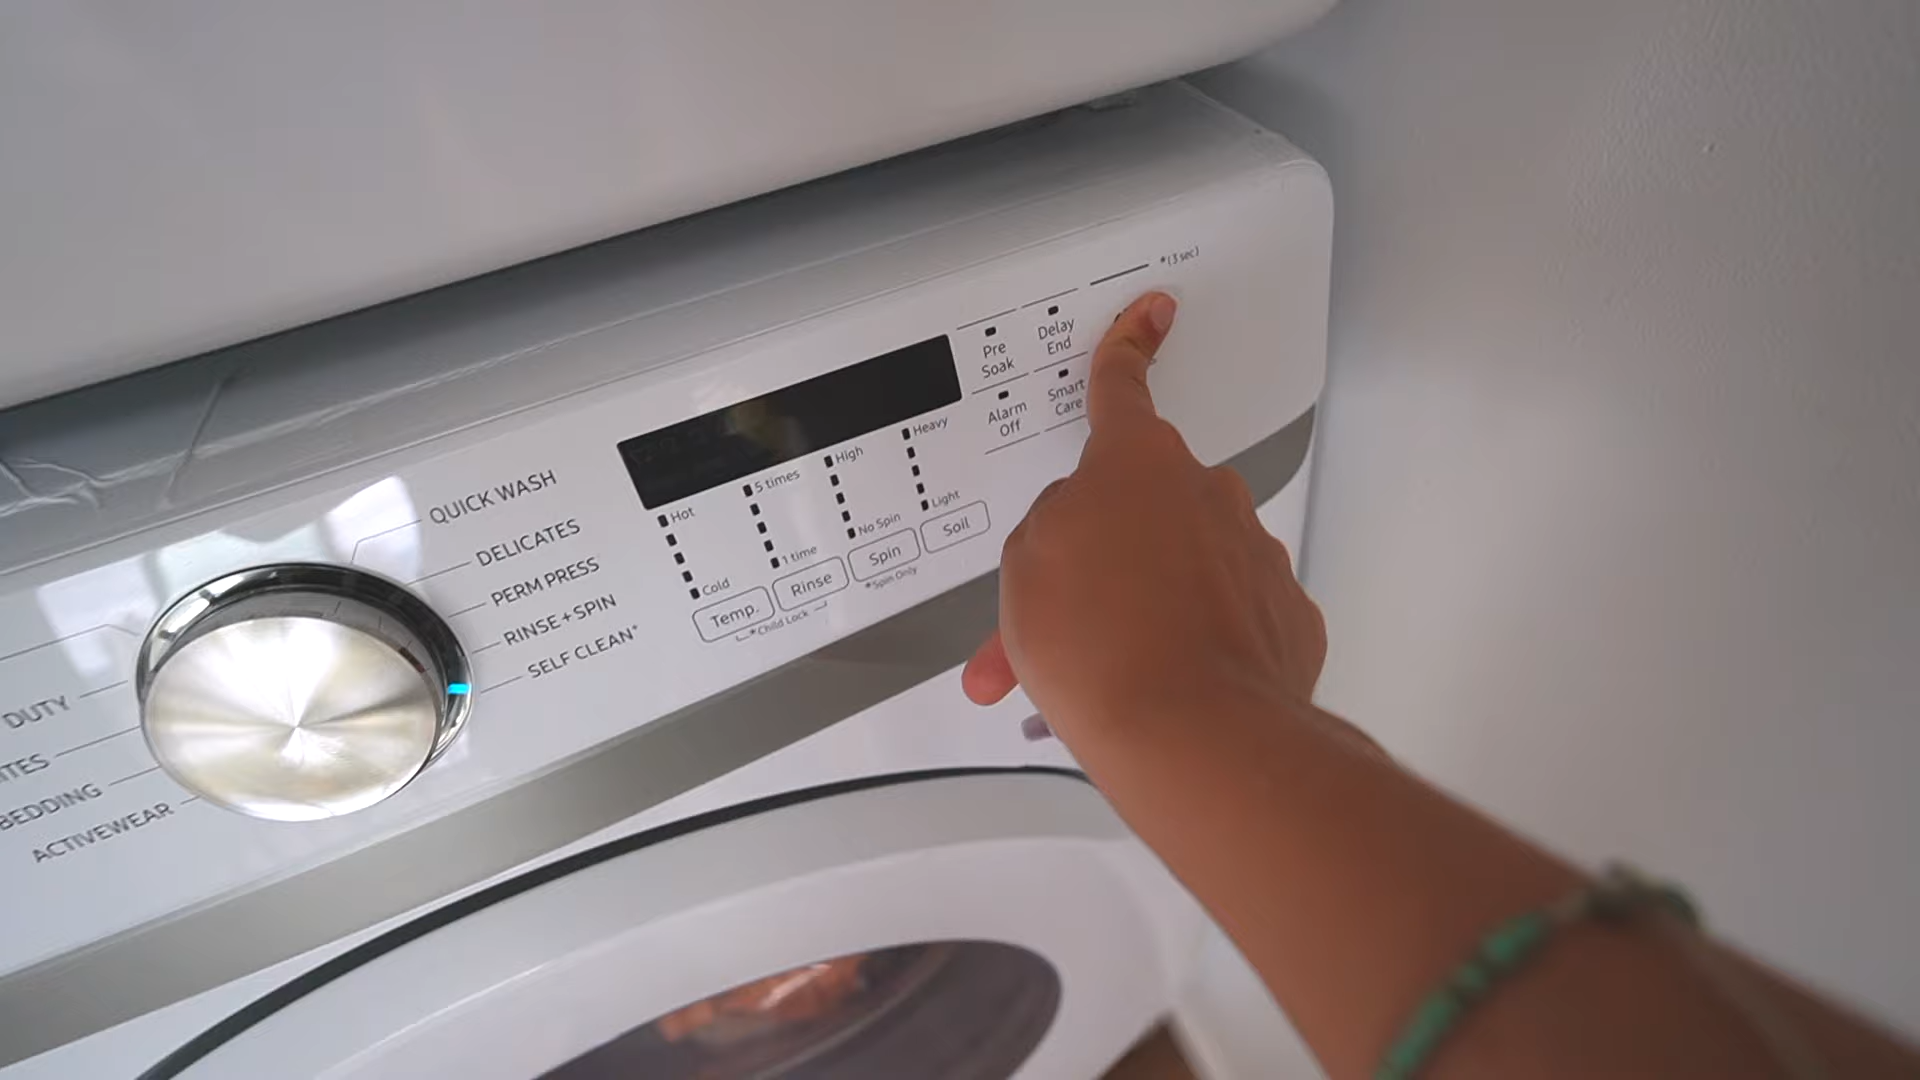 QUICK WASH
DELICATES
PERM PRESS
RINSE+SPIN
SELF CLEAN+
DUTY
BEDDING
ACTIVEWEAR
Hot
Cold
5 times
1 time
High
No Spin
Heavy
Light
Temp.
Rinse
Spin
Soil
*Child Lock
*Spin Only
Pre
Soak
Delay
End
*(3 sec)
Alarm
Off
Smart
Care